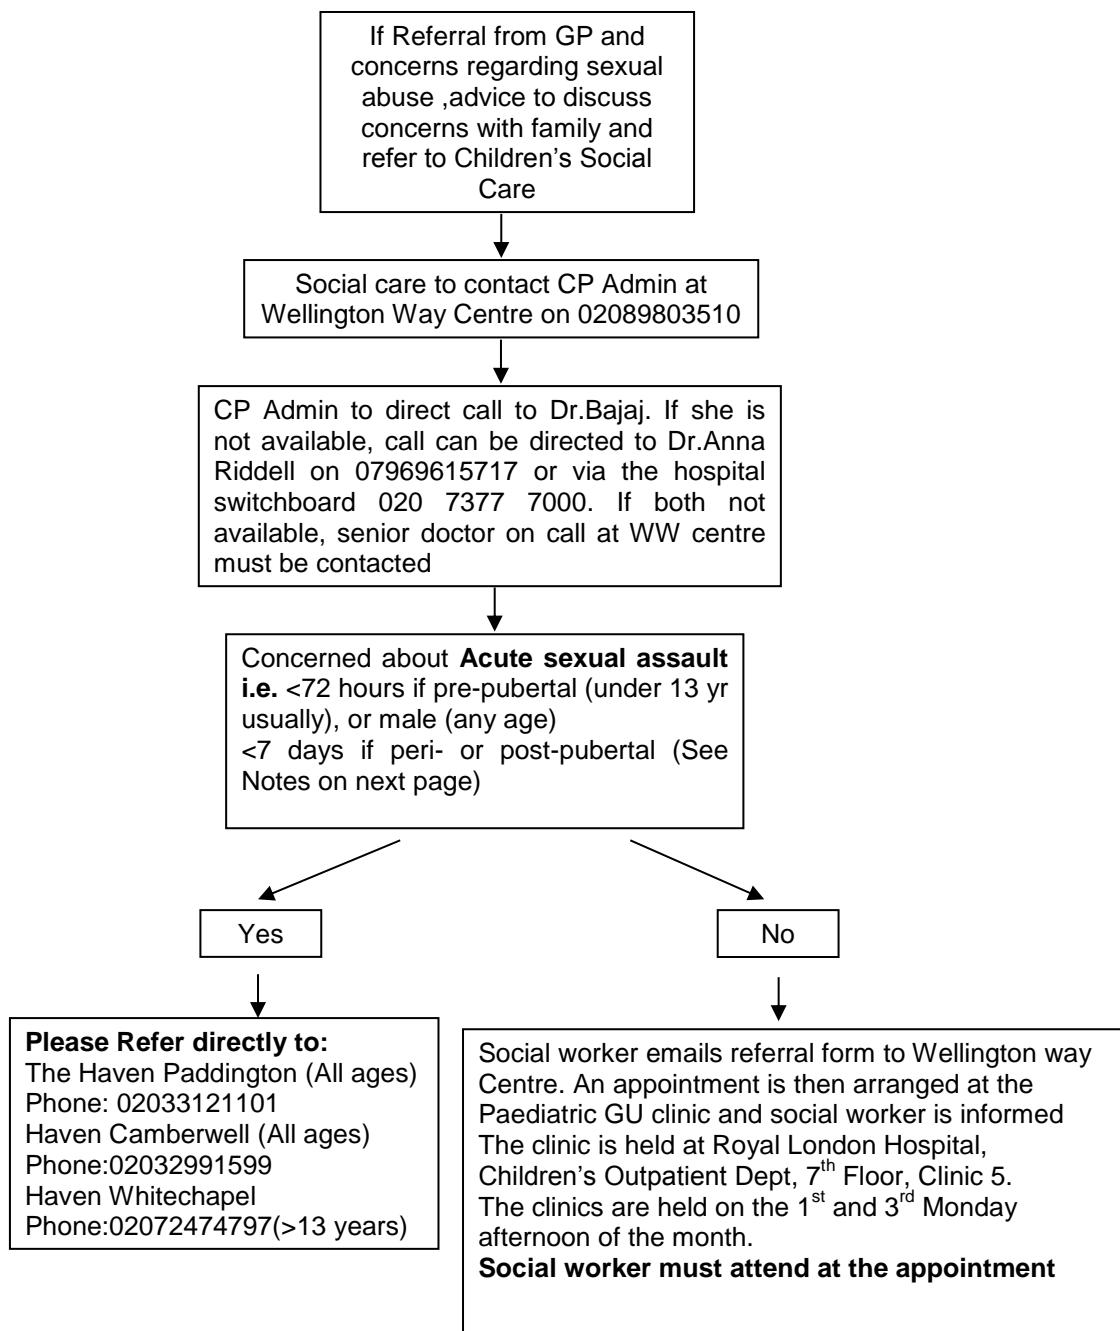 If Referral from GP and
concerns regarding sexual
abuse ,advice to discuss
concerns with family and
refer to Children’s Social
Care
Social care to contact CP Admin at
Wellington Way Centre on 02089803510
CP Admin to direct call to Dr.Bajaj. If she is
not available, call can be directed to Dr.Anna
Riddell on 07969615717 or via the hospital
switchboard 020 7377 7000. If both not
available, senior doctor on call at WW centre
must be contacted
Concerned about Acute sexual assault
i.e. <72 hours if pre-pubertal (under 13 yr
usually), or male (any age)
<7 days if peri- or post-pubertal (See
Notes on next page)
Yes
No
Please Refer directly to:
The Haven Paddington (All ages)
Phone: 02033121101
Haven Camberwell (All ages)
Phone:02032991599
Haven Whitechapel
Phone:02072474797(>13 years)
Social worker emails referral form to Wellington way
Centre. An appointment is then arranged at the
Paediatric GU clinic and social worker is informed
The clinic is held at Royal London Hospital,
Children’s Outpatient Dept, 7th Floor, Clinic 5.
The clinics are held on the 1st and 3rd Monday
afternoon of the month.
Social worker must attend at the appointment